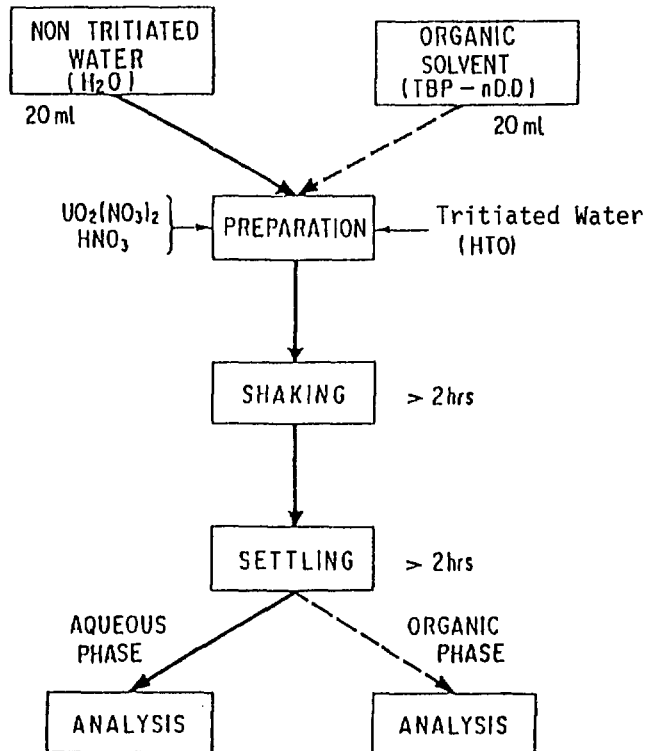 NON TRITIATED
WATER
(H₂O)
20 ml
ORGANIC
SOLVENT
(TBP – nD.D)
20 ml
UO₂(NO₃)₂
HNO₃
PREPARATION
Tritiated Water
(HTO)
SHAKING
> 2hrs
SETTLING
> 2hrs
AQUEOUS
PHASE
ORGANIC
PHASE
ANALYSIS
ANALYSIS